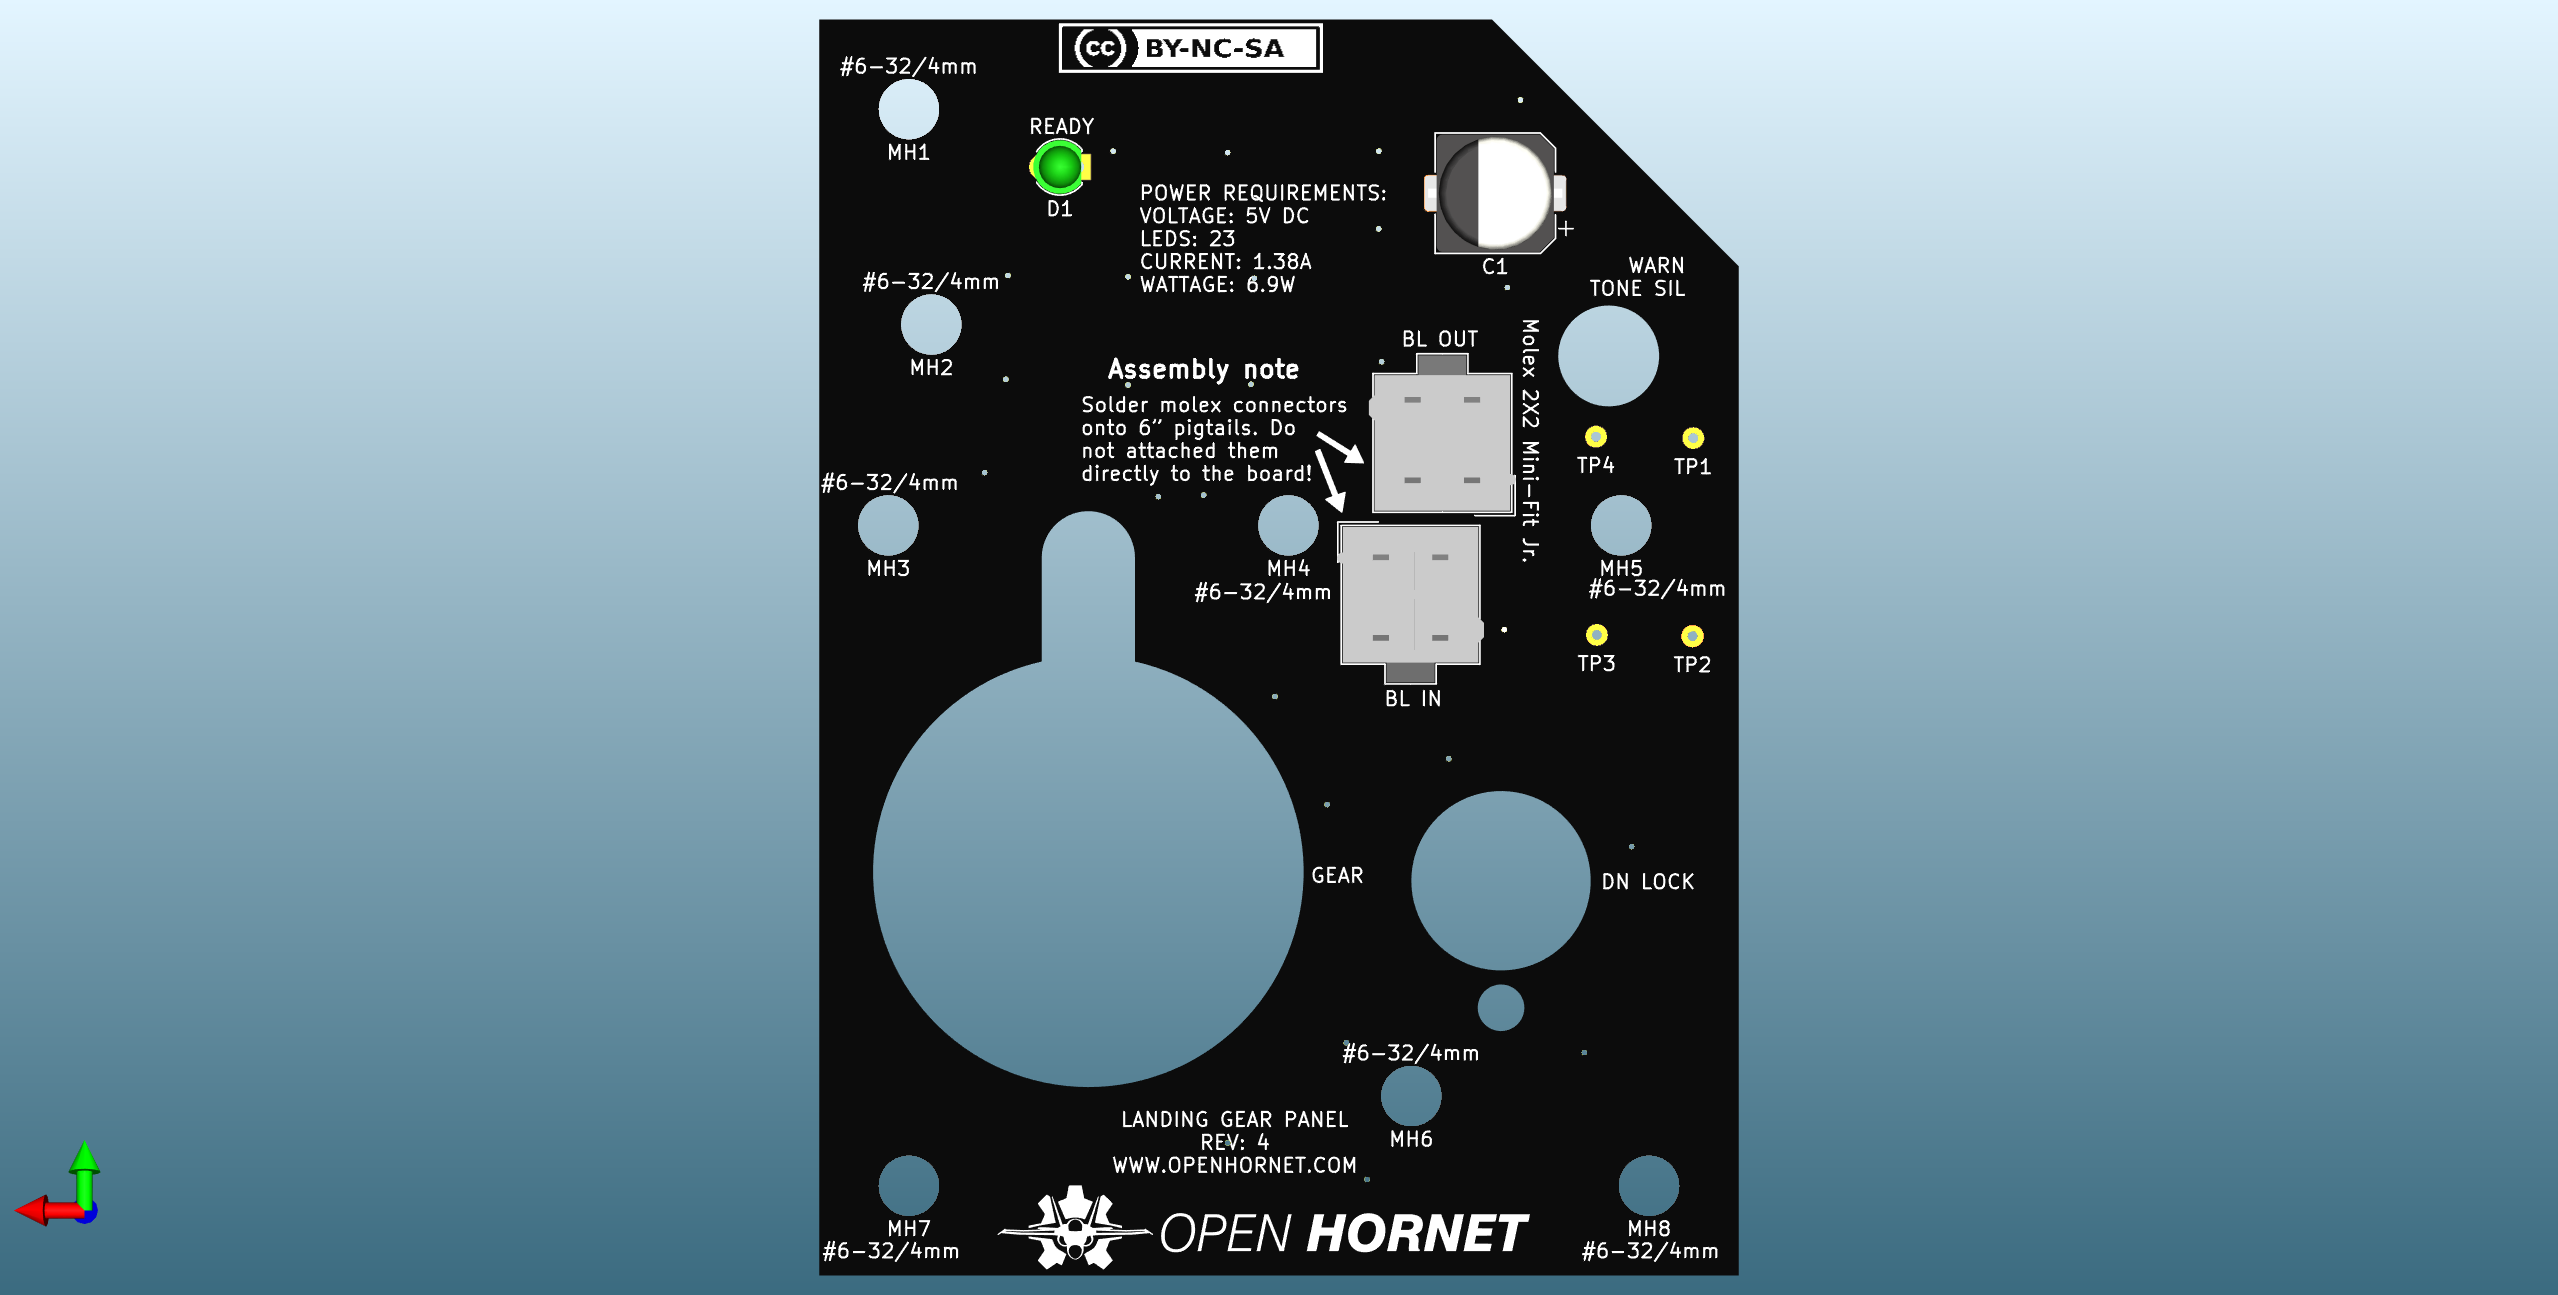 cc BY-NC-SA
#6-32/4mm
MH1
READY
D1
POWER REQUIREMENTS:
VOLTAGE: 5V DC
LEDS: 23
CURRENT: 1.38A
WATTAGE: 6.9W
+
C1
WARN
TONE SIL
#6-32/4mm
MH2
BL OUT
Molex 2X2 Mini-Fit Jr.
Assembly note
Solder molex connectors
onto 6" pigtails. Do
not attached them
directly to the board!
TP4
TP1
#6-32/4mm
MH3
MH4
#6-32/4mm
MH5
#6-32/4mm
TP3
TP2
BL IN
GEAR
DN LOCK
#6-32/4mm
MH6
LANDING GEAR PANEL
REV: 4
WWW.OPENHORNET.COM
MH7
#6-32/4mm
OPEN HORNET
MH8
#6-32/4mm